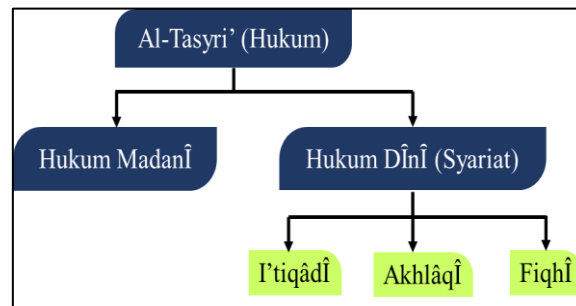 Al-Tasyri’ (Hukum)
Hukum MadanÎ
Hukum DÎnÎ (Syariat)
I’tiqâdÎ
AkhlâqÎ
FiqhÎ